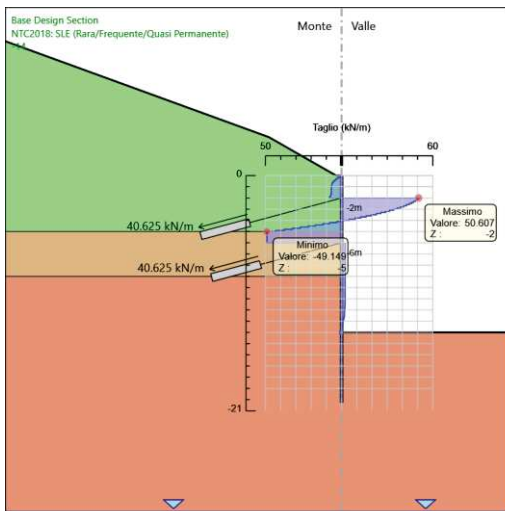 Base Design Section
NTC2018: SLE (Rara/Frequente/Quasi Permanente)
Monte
Valle
Taglio (kN/m)
50
60
0
-2m
Massimo
Valore: 50.607
Z : -2
40.625 kN/m
Minimo
Valore: -49.149
Z : -5
-6m
40.625 kN/m
-21